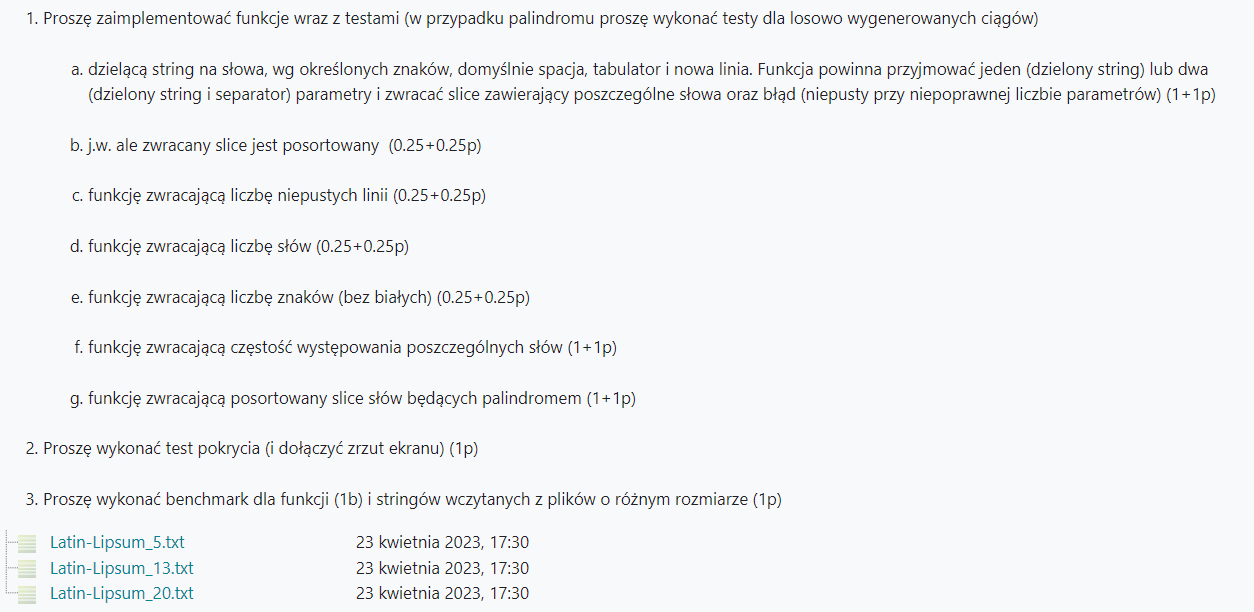 1. Proszę zaimplementować funkcje wraz z testami (w przypadku palindromu proszę wykonać testy dla losowo wygenerowanych ciągów)
a. dzielącą string na słowa, wg określonych znaków, domyślnie spacja, tabulator i nowa linia. Funkcja powinna przyjmować jeden (dzielony string) lub dwa
(dzielony string i separator) parametry i zwracać slice zawierający poszczególne słowa oraz błąd (niepusty przy niepoprawnej liczbie parametrów) (1+1p)
b. j.w. ale zwracany slice jest posortowany (0.25+0.25p)
c. funkcję zwracającą liczbę niepustych linii (0.25+0.25p)
d. funkcję zwracającą liczbę słów (0.25+0.25p)
e. funkcję zwracającą liczbę znaków (bez białych) (0.25+0.25p)
f. funkcję zwracającą częstość występowania poszczególnych słów (1+1p)
g. funkcję zwracającą posortowany slice słów będących palindromem (1+1p)
2. Proszę wykonać test pokrycia (i dołączyć zrzut ekranu) (1p)
3. Proszę wykonać benchmark dla funkcji (1b) i stringów wczytanych z plików o różnym rozmiarze (1p)
Latin-Lipsum_5.txt 23 kwietnia 2023, 17:30
Latin-Lipsum_13.txt 23 kwietnia 2023, 17:30
Latin-Lipsum_20.txt 23 kwietnia 2023, 17:30